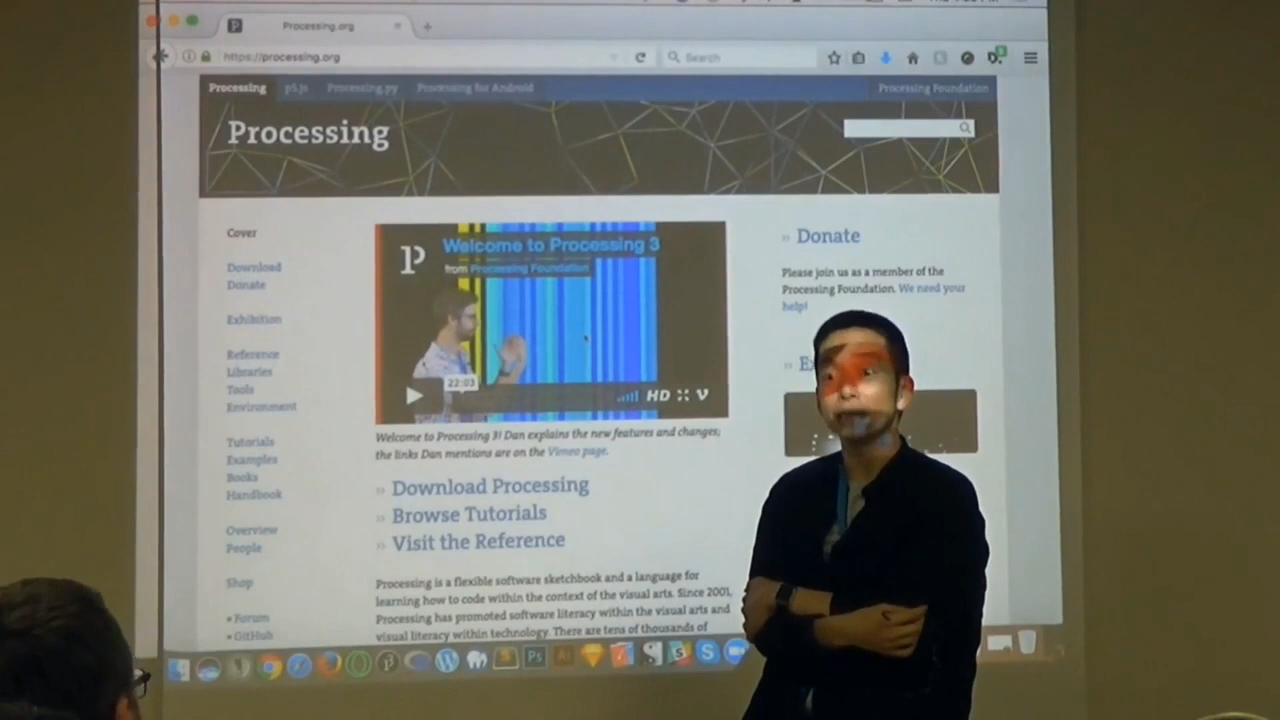 Processing.org
https://processing.org
Search
Processing p5.js Processing.py Processing for Android Processing Foundation
Processing
Cover
Download
Donate
Exhibition
Reference
Libraries
Tools
Environment
Tutorials
Examples
Books
Handbook
Overview
People
Shop
Forum
GitHub
Welcome to Processing 3
from Processing Foundation
22:03
HD
Welcome to Processing 3! Dan explains the new features and changes;
the links Dan mentions are on the Vimeo page.
» Download Processing
» Browse Tutorials
» Visit the Reference
Processing is a flexible software sketchbook and a language for
learning how to code within the context of the visual arts. Since 2001,
Processing has promoted software literacy within the visual arts and
visual literacy within technology. There are tens of thousands of
» Donate
Please join us as a member of the
Processing Foundation. We need your
help!
Ps
Ai